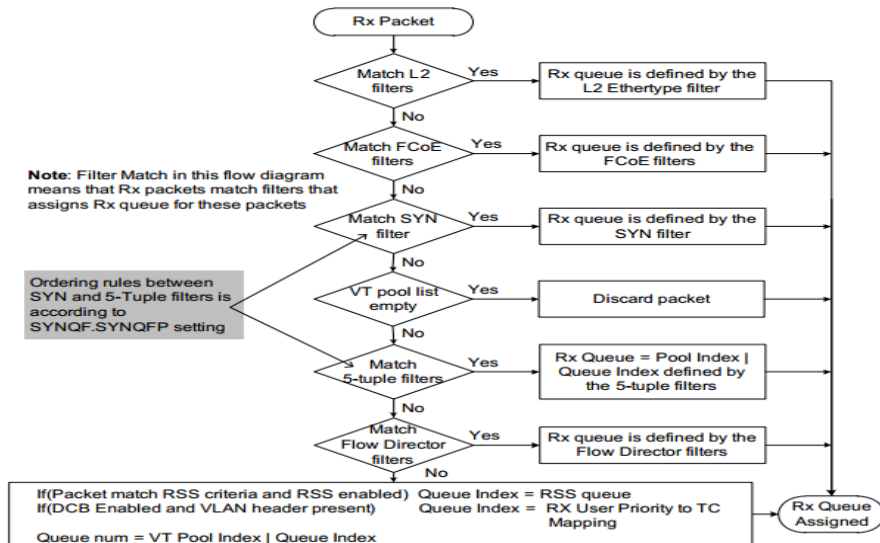 Rx Packet
Match L2
filters
Yes
Rx queue is defined by the
L2 Ethertype filter
No
Match FCoE
filters
Yes
Rx queue is defined by the
FCoE filters
No
Note: Filter Match in this flow diagram
means that Rx packets match filters that
assigns Rx queue for these packets
Match SYN
filter
Yes
Rx queue is defined by the
SYN filter
No
Ordering rules between
SYN and 5-Tuple filters is
according to
SYNQF.SYNQFP setting
VT pool list
empty
Yes
Discard packet
No
Match
5-tuple filters
Yes
Rx Queue = Pool Index |
Queue Index defined by
the 5-tuple filters
No
Match
Flow Director
filters
Yes
Rx queue is defined by the
Flow Director filters
No
If(Packet match RSS criteria and RSS enabled) Queue Index = RSS queue
If(DCB Enabled and VLAN header present) Queue Index = RX User Priority to TC
Mapping
Queue num = VT Pool Index | Queue Index
Rx Queue
Assigned